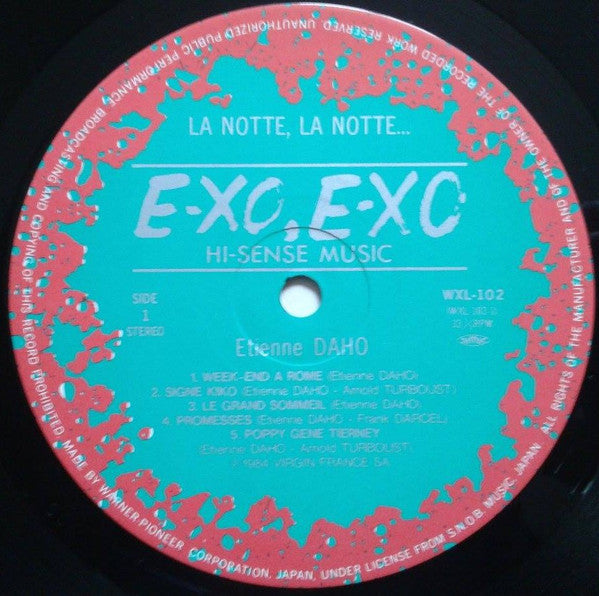 ALL RIGHTS OF THE MANUFACTURER AND OF THE OWNER OF THE RECORDED WORK RESERVED. UNAUTHORIZED PUBLIC PERFORMANCE, BROADCASTING AND COPYING OF THIS RECORD PROHIBITED. MADE BY WARNER PIONEER CORPORATION, JAPAN, UNDER LICENSE FROM S.N.O.B. MUSIC, JAPAN
LA NOTTE, LA NOTTE...
E-XO, E-XO
HI-SENSE MUSIC
SIDE
1
STEREO
WXL-102
Etienne DAHO
1. WEEK-END A ROME (Etienne DAHO)
2. SIGNE KIKO (Etienne DAHO - Arnold TURBOUST)
3. LE GRAND SOMMEIL (Etienne DAHO)
4. PROMESSES (Etienne DAHO - Frank DARCEL)
5. POPPY GENE TIERNEY
(Etienne DAHO - Arnold TURBOUST)
1984 VIRGIN FRANCE SA